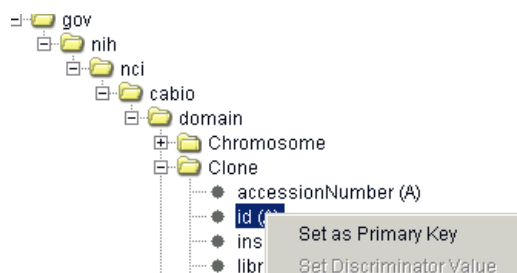 gov
nih
nci
cabio
domain
Chromosome
Clone
accessionNumber (A)
id
ins
Set as Primary Key
libr
Set Discriminator Value